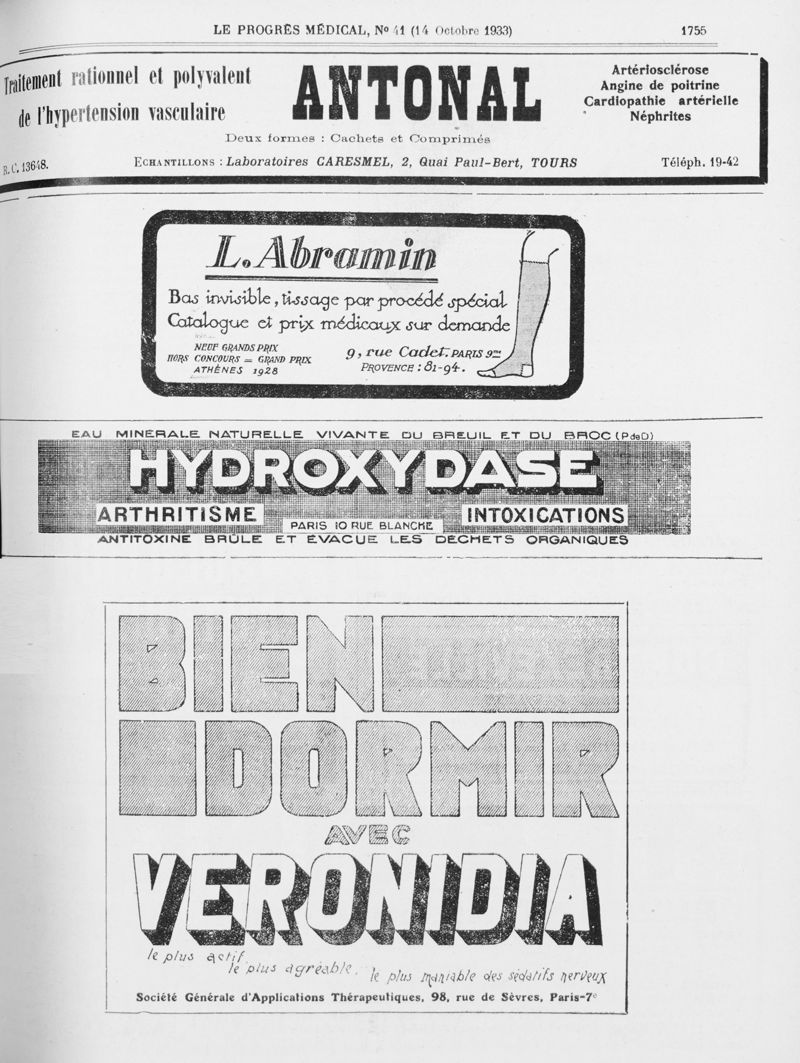 LE PROGRÈS MÉDICAL, No 41 (14 Octobre 1933) 1755
Traitement rationnel et polyvalent
de l'hypertension vasculaire
ANTONAL
Artériosclérose
Angine de poitrine
Cardiopathie artérielle
Néphrites
Deux formes : Cachets et Comprimés
R.C. 13648.
ECHANTILLONS : Laboratoires CARESMEL, 2, Quai Paul-Bert, TOURS
Téléph. 19-42
L. Abramin
Bas invisible, tissage par procédé spécial
Catalogue et prix médicaux sur demande
NEUF GRANDS PRIX
HORS CONCOURS = GRAND PRIX
ATHÈNES 1928
9, rue Cadet. PARIS 9me
PROVENCE : 81-94.
EAU MINERALE NATURELLE VIVANTE DU BREUIL ET DU BROC (P de D)
HYDROXYDASE
ARTHRITISME
INTOXICATIONS
PARIS 10 RUE BLANCHE
ANTITOXINE BRÛLE ET ÉVACUE LES DÉCHETS ORGANIQUES
BIEN
DORMIR
AVEC
VERONIDIA
le plus actif
le plus agréable.
le plus maniable des sédatifs nerveux
Société Générale d'Applications Thérapeutiques, 98, rue de Sèvres, Paris-7e